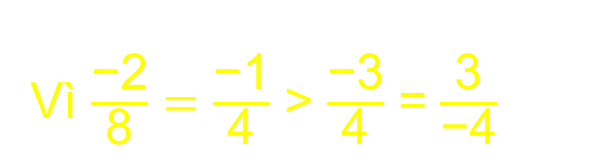 Vì −2/8 = −1/4 > −3/4 = 3/−4